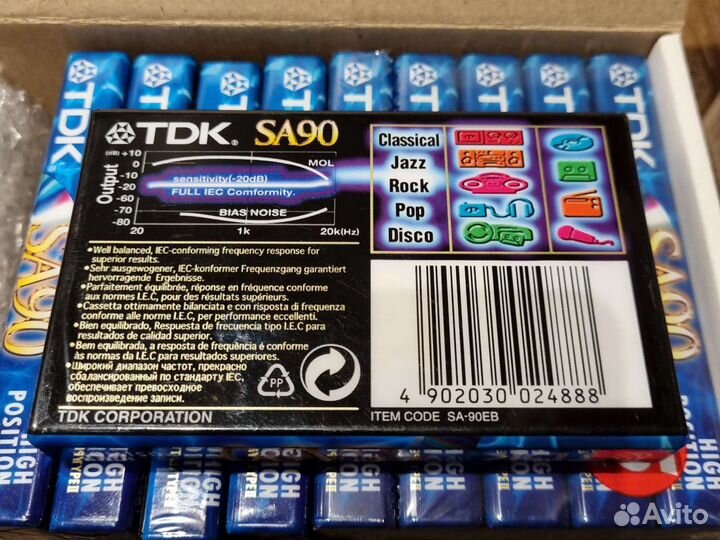 TDK
TDK. SA90
(dB) +10
0
-10
-20
-70
-80
Output
MOL
sensitivity(-20dB)
FULL IEC Conformity.
BIAS NOISE
20 1k 20k(Hz)
Classical
Jazz
Rock
Pop
Disco
•Well balanced, IEC-conforming frequency response for
superior results.
•Sehr ausgewogener, IEC-konformer Frequenzgang garantiert
hervorragende Ergebnisse.
•Parfaitement équilibrée, réponse en fréquence conforme
aux normes I.E.C, pour des résultats supérieurs.
•Cassetta ottimamente bilanciata e con risposta di frequenza
conforme alle norme I.E.C, per performance eccellenti.
•Bien equilibrado, Respuesta de frecuencia tipo I.E.C para
resultados de calidad superior.
•Bem equilibrada, a resposta de frequência é conforme
às normas da I.E.C para resultados superiores.
•Широкий диапазон частот, прекрасно
сбалансированный по стандарту IEC,
обеспечивает превосходное
воспроизведение записи.
PP
4 902030 024888
TDK CORPORATION
ITEM CODE SA-90EB
SA90
SA90
HIGH
POSITION
HIGH
POSITION
Avito